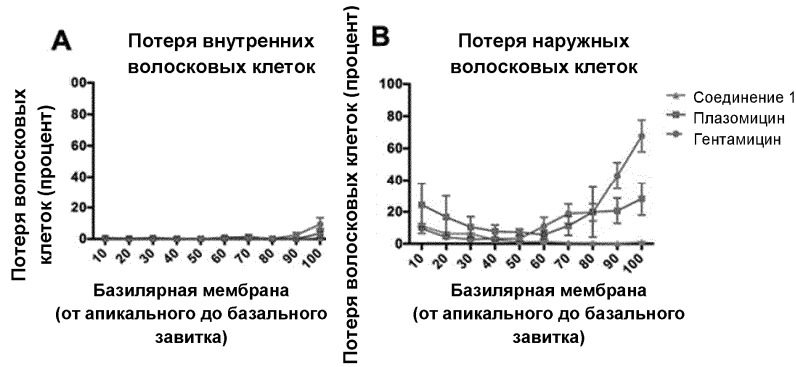 A
Потеря внутренних
волосковых клеток
Потеря волосковых
клеток (процент)
00
80
60
40
20
0
10 20 30 40 50 60 70 80 90 100
Базилярная мембрана
(от апикального до базального
завитка)
B
Потеря наружных
волосковых клеток
Потеря волосковых клеток (процент)
100
80
60
40
20
0
10 20 30 40 50 60 70 80 90 100
Базилярная мембрана
(от апикального до базального
завитка)
Соединение 1
Плазомицин
Гентамицин